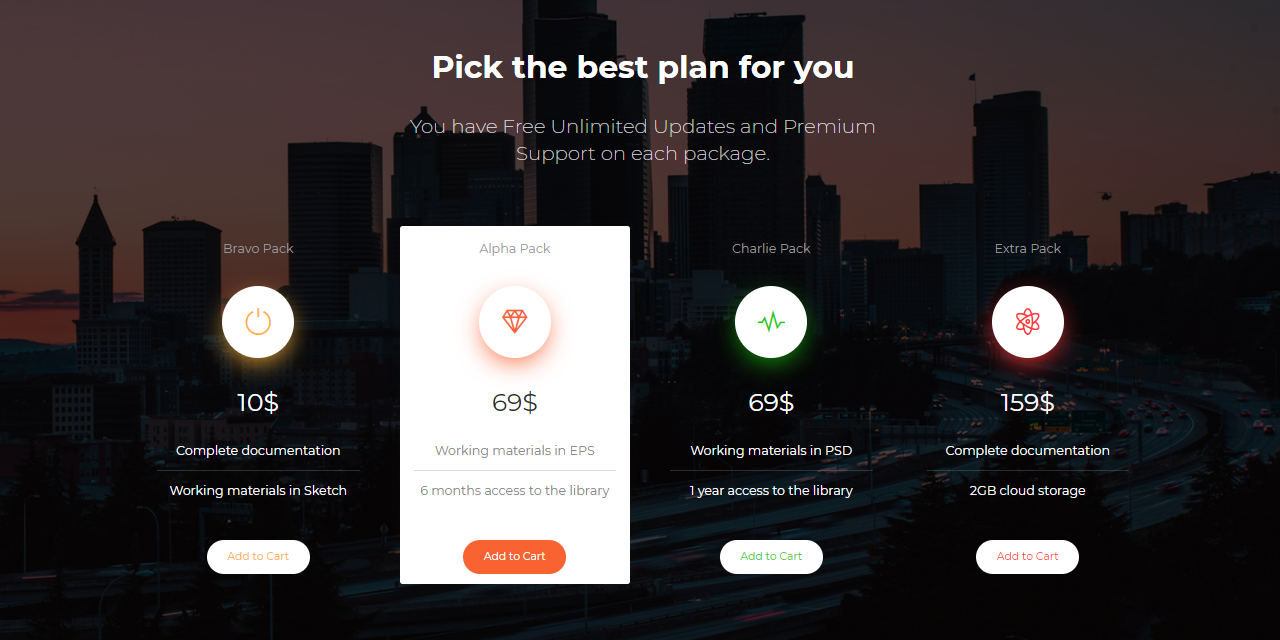 Pick the best plan for you
You have Free Unlimited Updates and Premium
Support on each package.
Bravo Pack
10$
Complete documentation
Working materials in Sketch
Add to Cart
Alpha Pack
69$
Working materials in EPS
6 months access to the library
Add to Cart
Charlie Pack
69$
Working materials in PSD
1 year access to the library
Add to Cart
Extra Pack
159$
Complete documentation
2GB cloud storage
Add to Cart